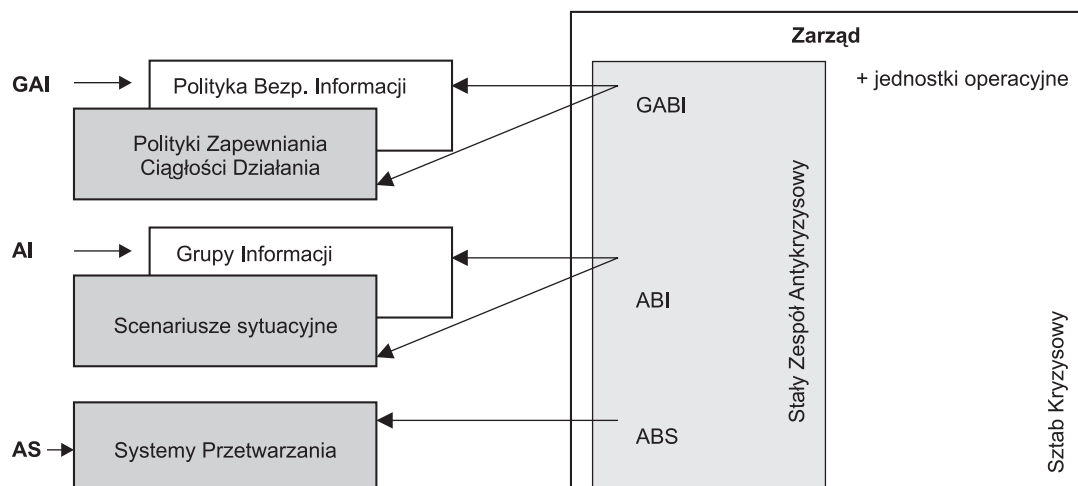 Zarząd
+ jednostki operacyjne
GAI
Polityka Bezp. Informacji
GABI
Polityki Zapewniania
Ciągłości Działania
AI
Grupy Informacji
ABI
Scenariusze sytuacyjne
AS
Systemy Przetwarzania
ABS
Stały Zespół Antykryzysowy
Sztab Kryzysowy